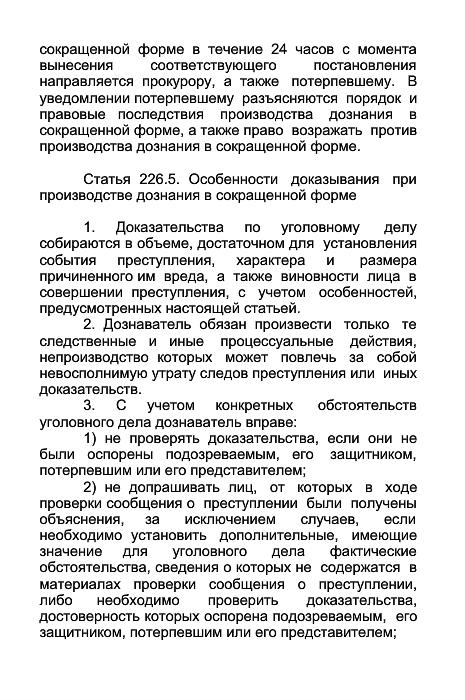 сокращенной форме в течение 24 часов с момента
вынесения соответствующего постановления
направляется прокурору, а также потерпевшему. В
уведомлении потерпевшему разъясняются порядок и
правовые последствия производства дознания в
сокращенной форме, а также право возражать против
производства дознания в сокращенной форме.
Статья 226.5. Особенности доказывания при
производстве дознания в сокращенной форме
1. Доказательства по уголовному делу
собираются в объеме, достаточном для установления
события преступления, характера и размера
причиненного им вреда, а также виновности лица в
совершении преступления, с учетом особенностей,
предусмотренных настоящей статьей.
2. Дознаватель обязан произвести только те
следственные и иные процессуальные действия,
непроизводство которых может повлечь за собой
невосполнимую утрату следов преступления или иных
доказательств.
3. С учетом конкретных обстоятельств
уголовного дела дознаватель вправе:
1) не проверять доказательства, если они не
были оспорены подозреваемым, его защитником,
потерпевшим или его представителем;
2) не допрашивать лиц, от которых в ходе
проверки сообщения о преступлении были получены
объяснения, за исключением случаев, если
необходимо установить дополнительные, имеющие
значение для уголовного дела фактические
обстоятельства, сведения о которых не содержатся в
материалах проверки сообщения о преступлении,
либо необходимо проверить доказательства,
достоверность которых оспорена подозреваемым, его
защитником, потерпевшим или его представителем;